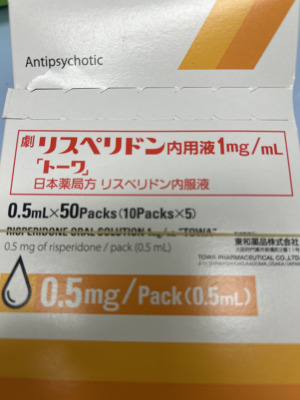 Antipsychotic
劇 リスペリドン内用液1mg/mL
「トーワ」
日本薬局方 リスペリドン内服液
0.5mL×50Packs(10Packs×5)
RISPERIDONE ORAL SOLUTION 1mg/mL "TOWA"
0.5 mg of risperidone / pack (0.5 mL)
東和薬品株式会社
TOWA PHARMACEUTICAL CO.,LTD.
0.5mg/Pack(0.5mL)